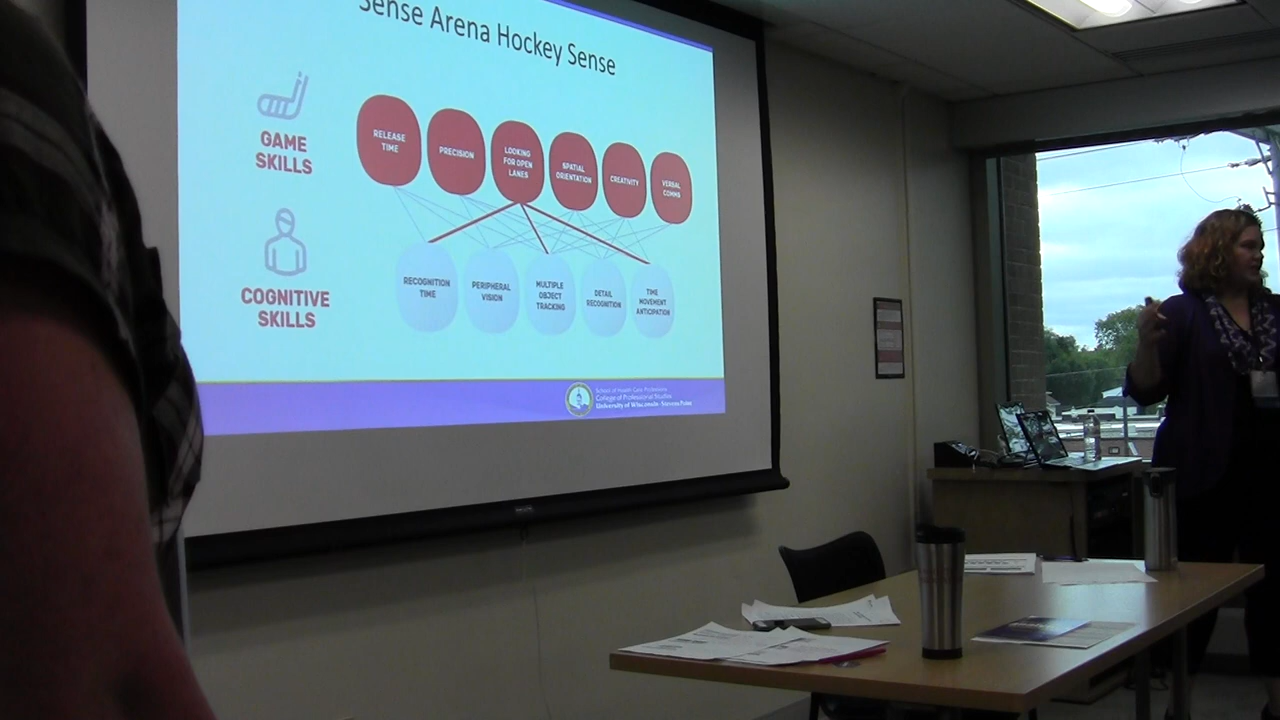 Sense Arena Hockey Sense
GAME
SKILLS
RELEASE
TIME
PRECISION
LOOKING
FOR OPEN
LANES
SPATIAL
ORIENTATION
CREATIVITY
VERBAL
COMMS
COGNITIVE
SKILLS
RECOGNITION
TIME
PERIPHERAL
VISION
MULTIPLE
OBJECT
TRACKING
DETAIL
RECOGNITION
TIME
MOVEMENT
ANTICIPATION
School of Health Care Professions
College of Professional Studies
University of Wisconsin - Stevens Point